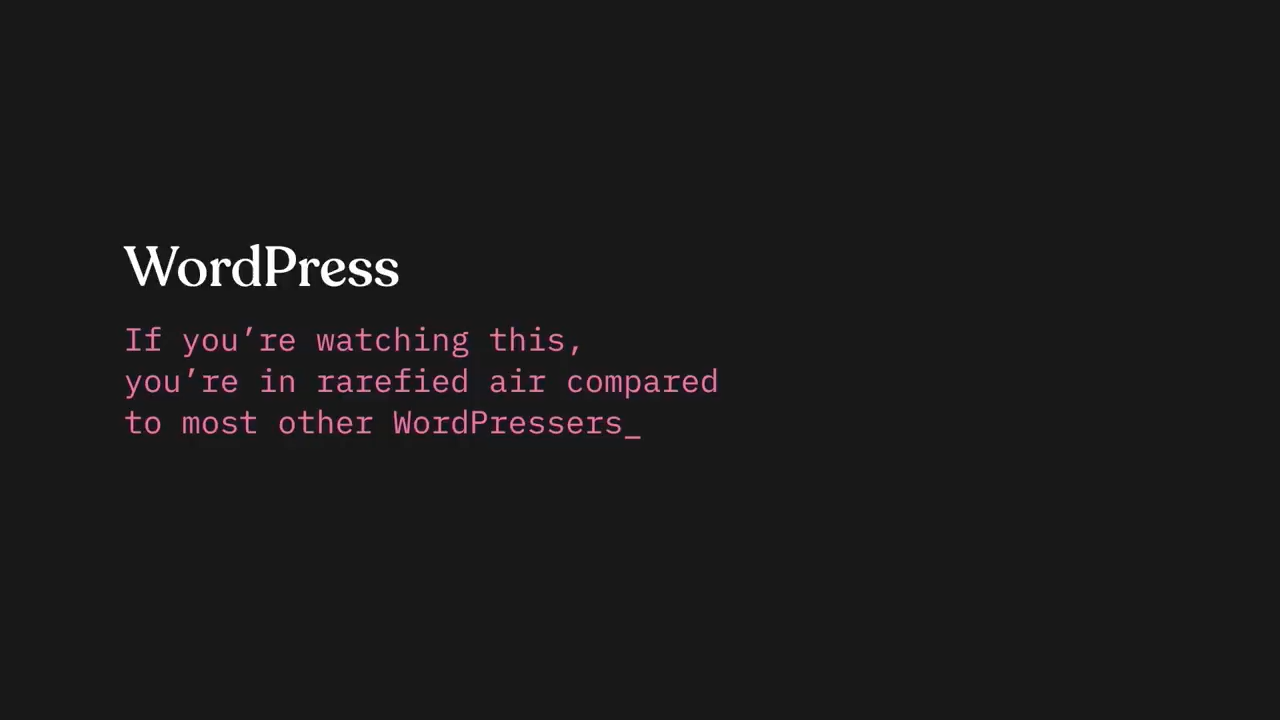 WordPress
If you’re watching this,
you’re in rarefied air compared
to most other WordPressers_